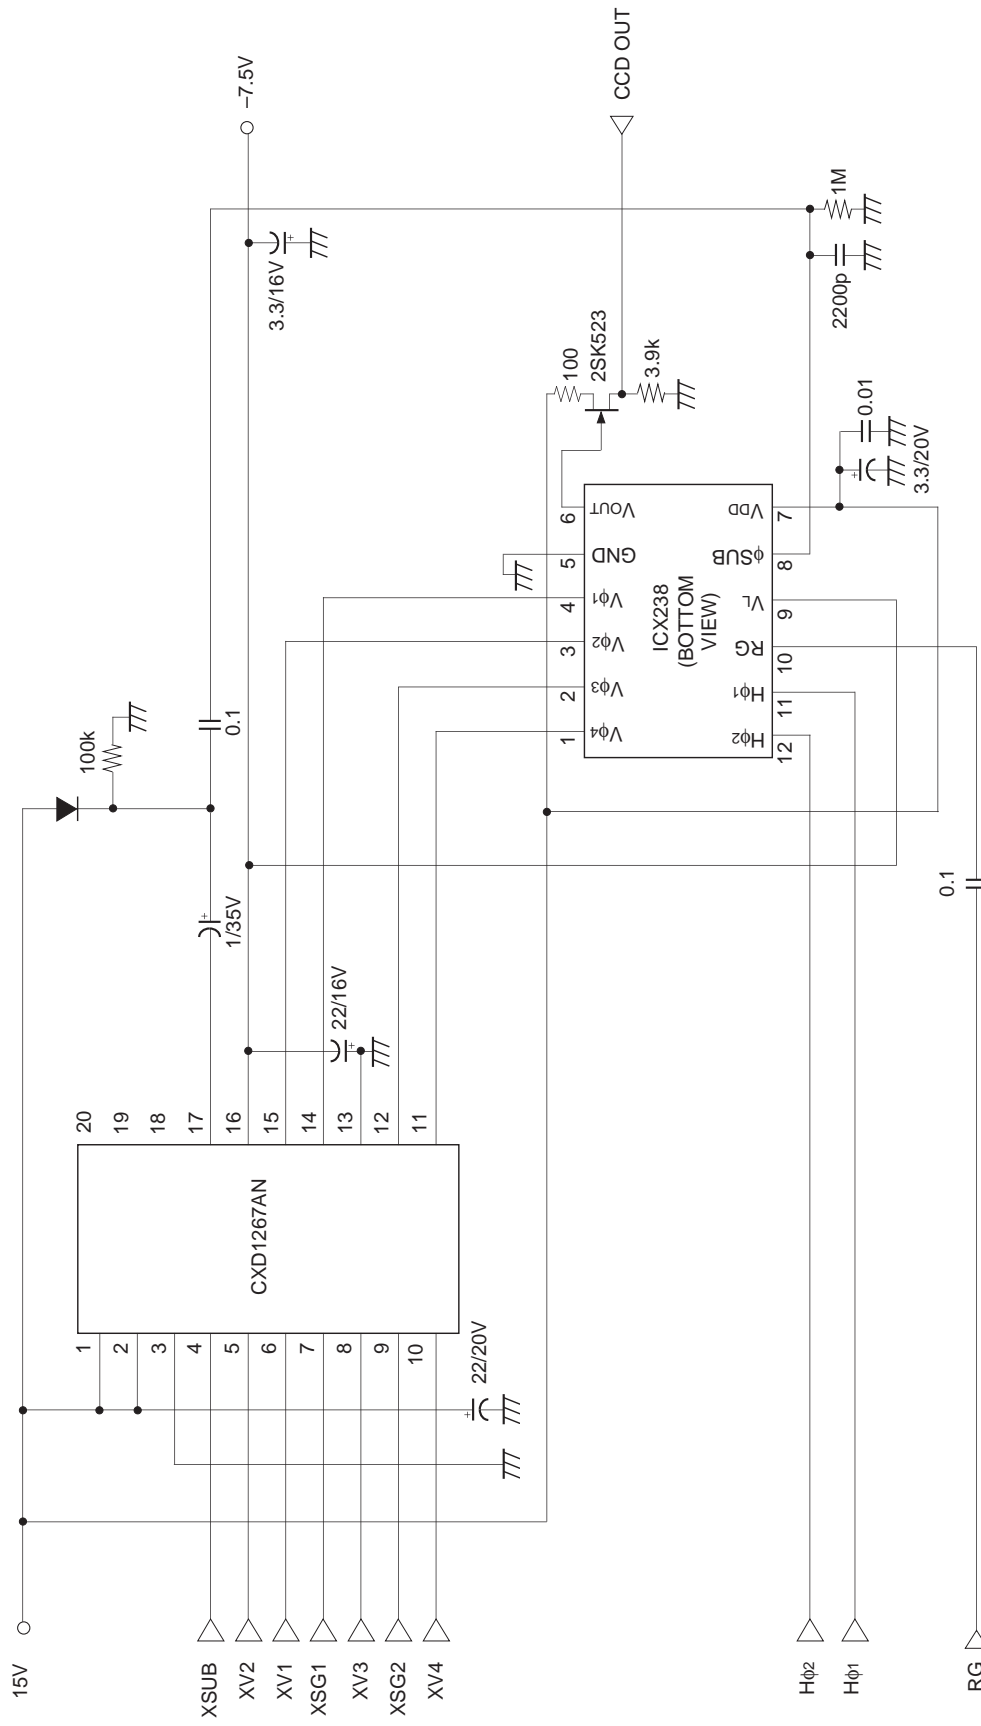 15V
–7.5V
XSUB
XV2
XV1
XSG1
XV3
XSG2
XV4
Hϕ2
Hϕ1
RG
1
2
3
4
5
6
7
8
9
10
CXD1267AN
20
19
18
17
16
15
14
13
12
11
22/20V
22/16V
1/35V
100k
0.1
3.3/16V
ICX238
(BOTTOM
VIEW)
1
2
3
4
5
6
Vϕ4
Vϕ3
Vϕ2
Vϕ1
GND
VOUT
Hϕ2
Hϕ1
RG
VL
ϕSUB
VDD
12
11
10
9
8
7
100
2SK523
3.9k
CCD OUT
0.01
3.3/20V
2200p
1M
0.1